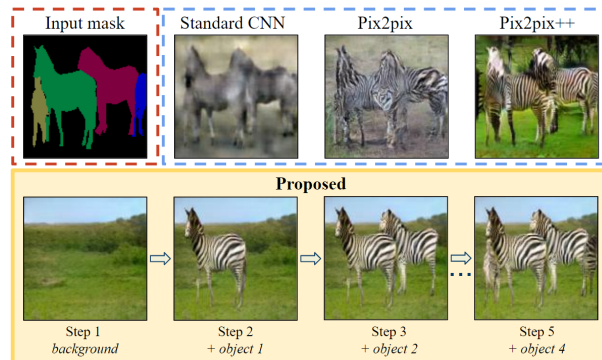 Input mask
Standard CNN
Pix2pix
Pix2pix++
Proposed
Step 1
background
Step 2
+ object 1
Step 3
+ object 2
...
Step 5
+ object 4